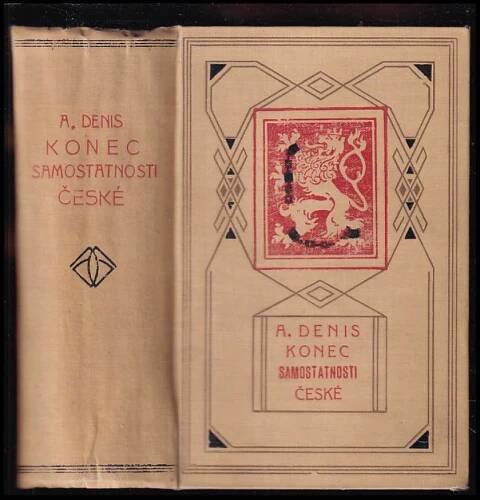 A. DENIS
KONEC
SAMOSTATNOSTI
ČESKÉ
A. DENIS
KONEC
SAMOSTATNOSTI
ČESKÉ